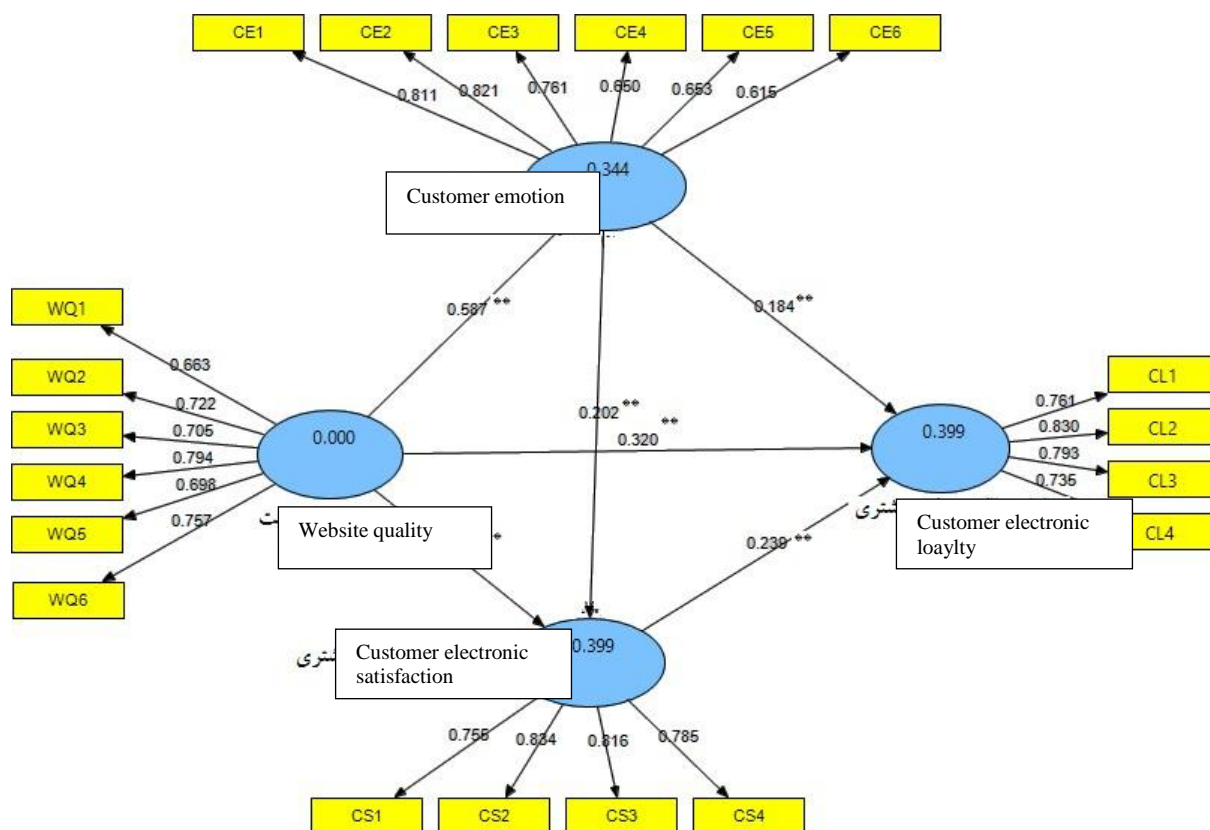 CE1
CE2
CE3
CE4
CE5
CE6
0.811
0.821
0.761
0.650
0.653
0.615
0.344
Customer emotion
0.587 **
0.184 **
WQ1
WQ2
WQ3
WQ4
WQ5
WQ6
0.663
0.722
0.705
0.794
0.698
0.757
0.000
Website quality
0.202 **
**
0.320
0.399
CL1
CL2
CL3
CL4
0.761
0.830
0.793
0.735
شتری
Customer electronic
loaylty
*
0.239 **
0.399
شتری
Customer electronic
satisfaction
0.755
0.834
0.816
0.785
CS1
CS2
CS3
CS4